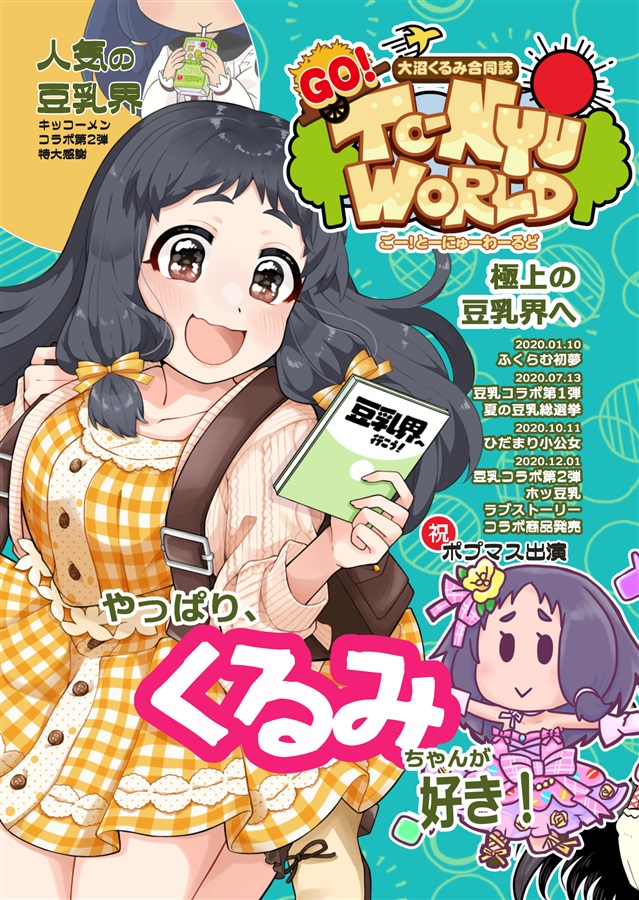 人気の
豆乳界
キッコーメン
コラボ第2弾
特大感謝
GO!
大沼くるみ合同誌
To-NYU
WORLD
ごー!とーにゅーわーるど
極上の
豆乳界へ
2020.01.10
ふくらむ初夢
2020.07.13
豆乳コラボ第1弾
夏の豆乳総選挙
2020.10.11
ひだまり小公女
2020.12.01
豆乳コラボ第2弾
ホッ豆乳
ラブストーリー
コラボ商品発売
祝
ポプマス出演
豆乳界へ
行こう!
やっぱり、
くるみ
ちゃんが
好き!